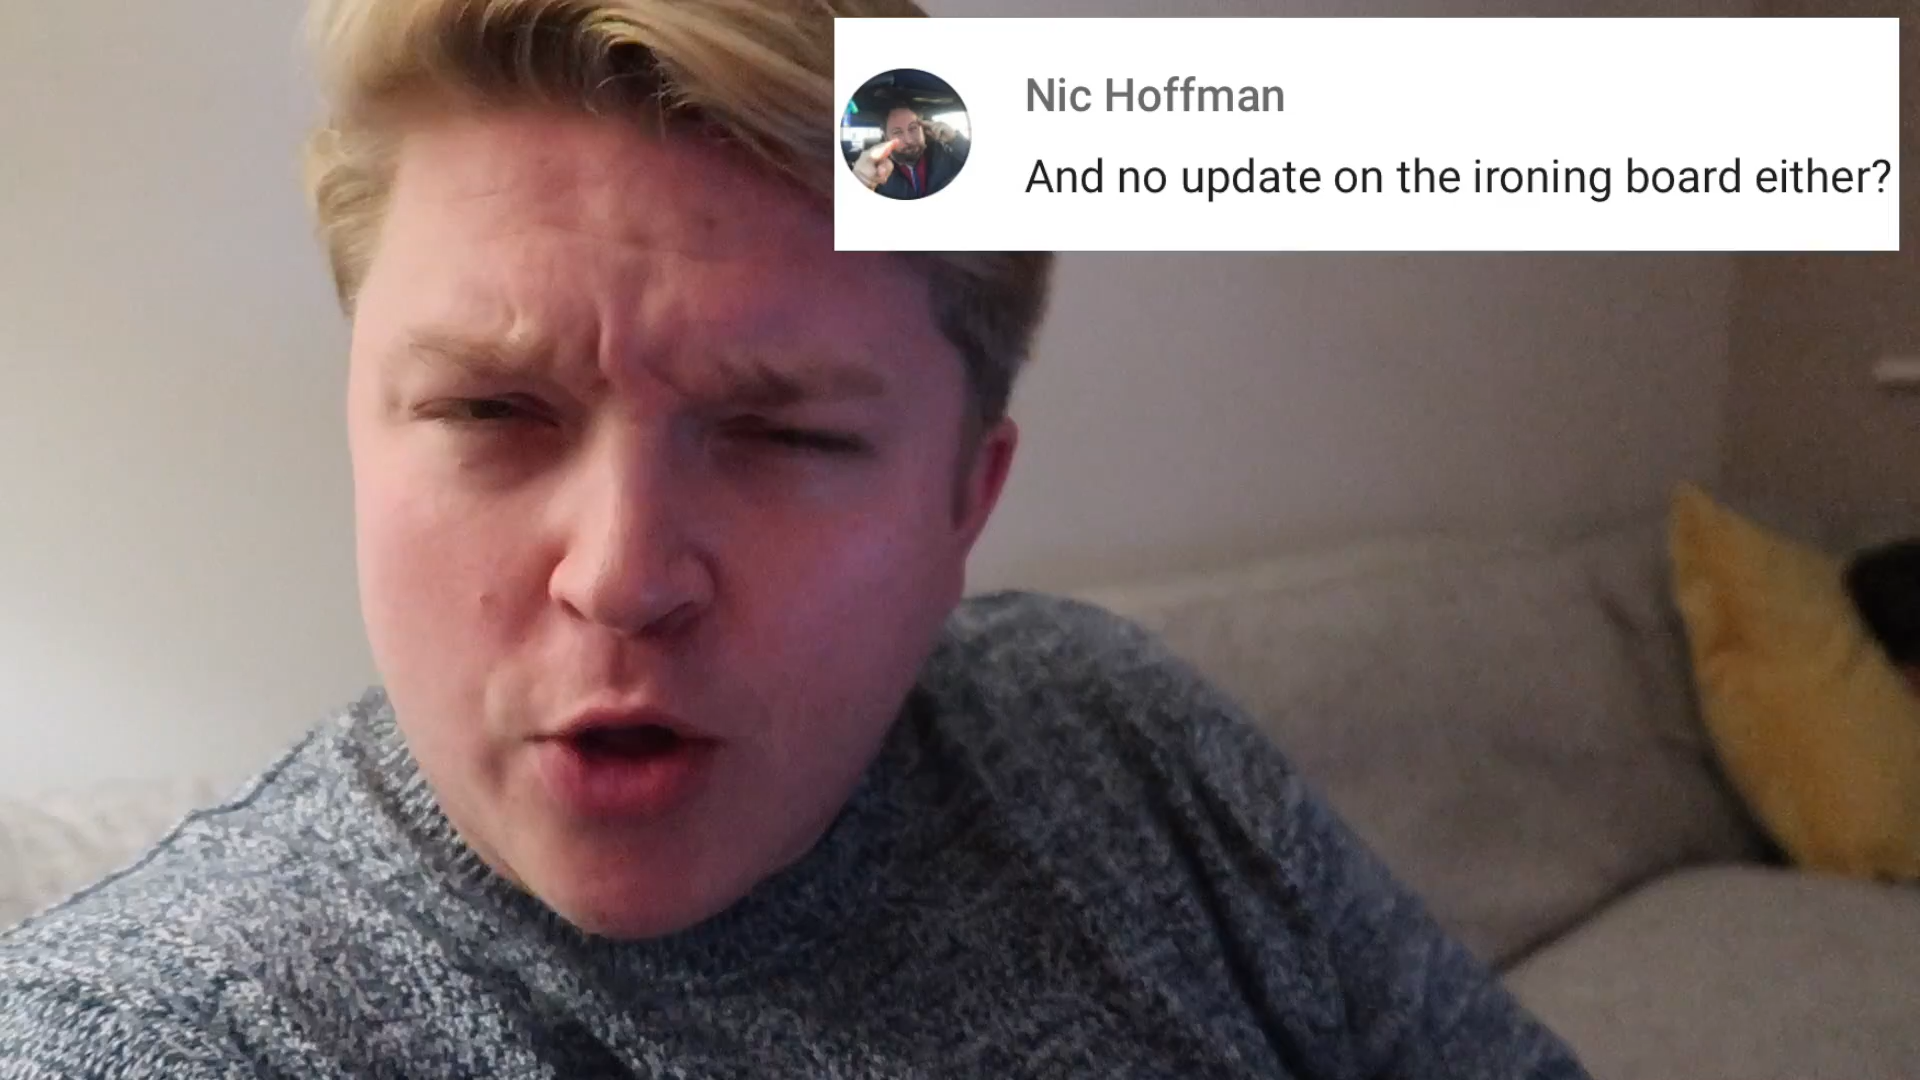 Nic Hoffman
And no update on the ironing board either?